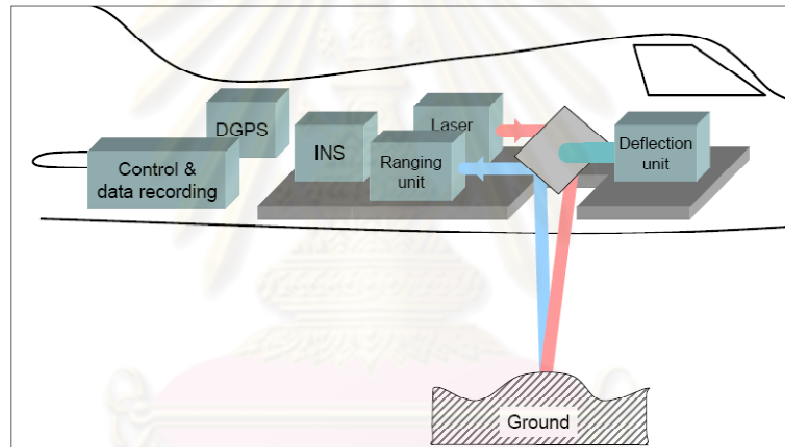 DGPS
INS
Laser
Ranging
unit
Deflection
unit
Control &
data recording
Ground